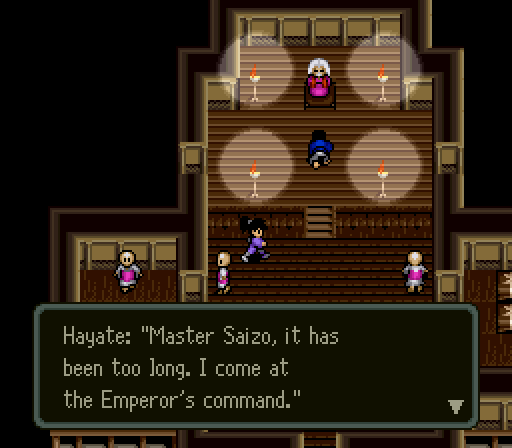 Hayate: "Master Saizo, it has
been too long. I come at
the Emperor's command."